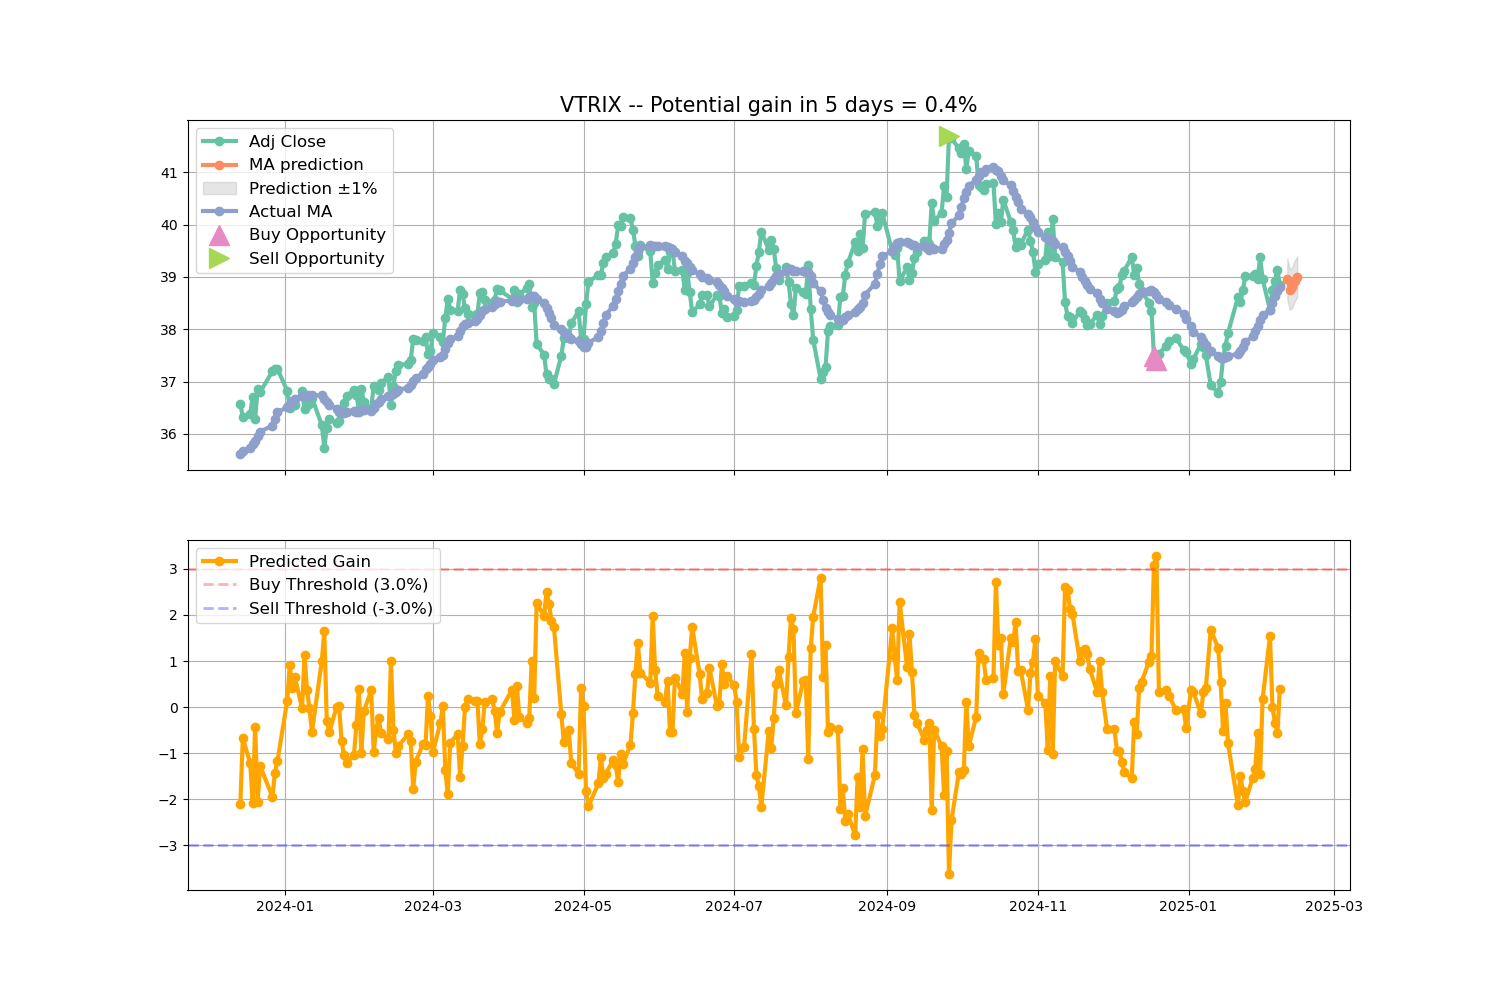 VTRIX -- Potential gain in 5 days = 0.4%
Adj Close
MA prediction
Prediction ±1%
Actual MA
Buy Opportunity
Sell Opportunity
41
40
39
38
37
36
Predicted Gain
Buy Threshold (3.0%)
Sell Threshold (-3.0%)
3
2
1
0
−1
−2
−3
2024-01
2024-03
2024-05
2024-07
2024-09
2024-11
2025-01
2025-03